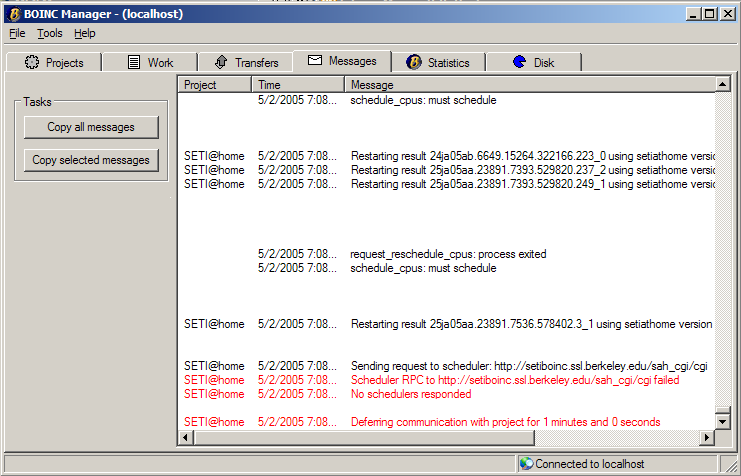 BOINC Manager - (localhost)
File Tools Help
Projects Work Transfers Messages Statistics Disk
Tasks
Copy all messages
Copy selected messages
Project Time Message
5/2/2005 7:08... schedule_cpus: must schedule
SETI@home 5/2/2005 7:08... Restarting result 24ja05ab.6649.15264.322166.223_0 using setiathome versio
SETI@home 5/2/2005 7:08... Restarting result 25ja05aa.23891.7393.529820.237_2 using setiathome versio
SETI@home 5/2/2005 7:08... Restarting result 25ja05aa.23891.7393.529820.249_1 using setiathome versio
5/2/2005 7:08... request_reschedule_cpus: process exited
5/2/2005 7:08... schedule_cpus: must schedule
SETI@home 5/2/2005 7:08... Restarting result 25ja05aa.23891.7536.578402.3_1 using setiathome version
SETI@home 5/2/2005 7:08... Sending request to scheduler: http://setiboinc.ssl.berkeley.edu/sah_cgi/cgi
SETI@home 5/2/2005 7:08... Scheduler RPC to http://setiboinc.ssl.berkeley.edu/sah_cgi/cgi failed
SETI@home 5/2/2005 7:08... No schedulers responded
SETI@home 5/2/2005 7:08... Deferring communication with project for 1 minutes and 0 seconds
Connected to localhost